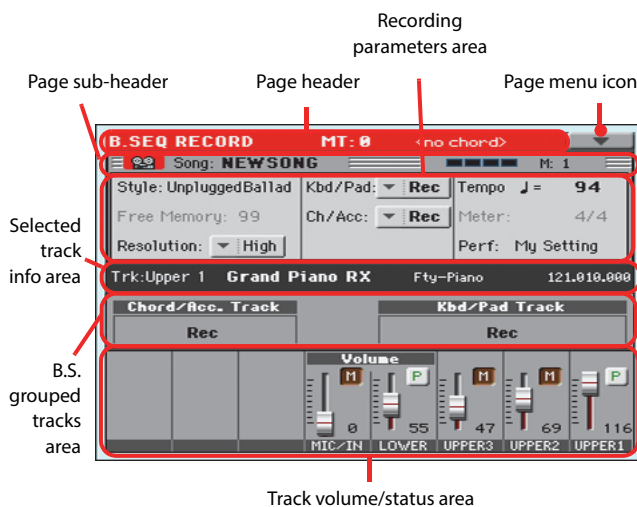 Recording
parameters area
Page sub-header Page header Page menu icon
B.SEQ RECORD MT: 0 <no chord>
Song: NEWSONG M: 1
Style: UnpluggedBallad Kbd/Pad: Rec Tempo ♩ = 94
Free Memory: 99 Ch/Acc: Rec Meter: 4/4
Resolution: High Perf: My Setting
Selected
track
info area
Trk:Upper 1 Grand Piano RX Fty-Piano 121.010.000
Chord/Acc. Track Kbd/Pad Track
Rec Rec
B.S.
grouped
tracks
area
Volume
M P M M P
0 55 47 69 116
MIC/IN LOWER UPPER3 UPPER2 UPPER1
Track volume/status area